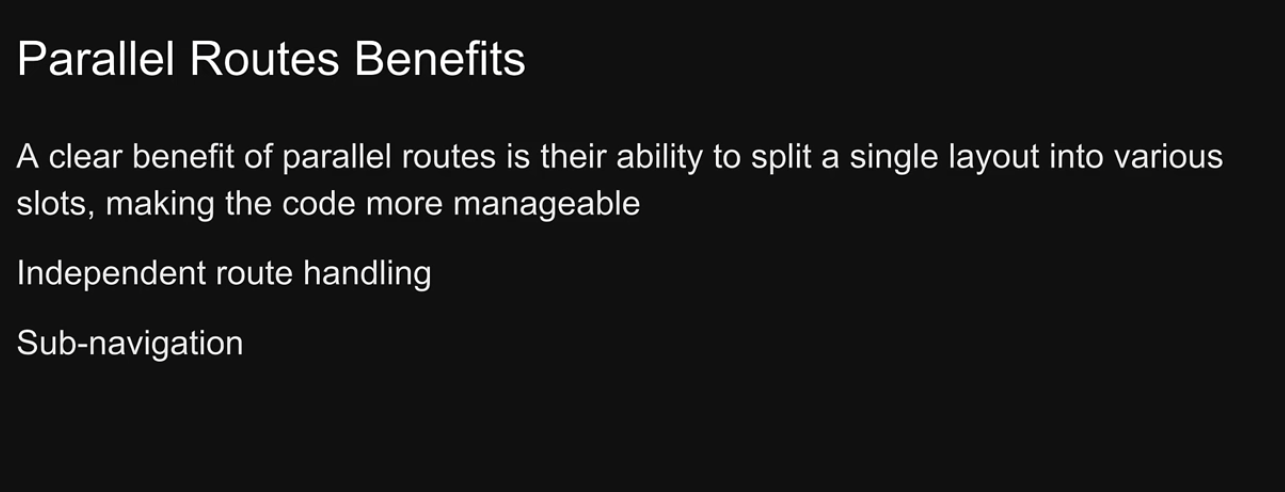 Parallel Routes Benefits
A clear benefit of parallel routes is their ability to split a single layout into various
slots, making the code more manageable
Independent route handling
Sub-navigation